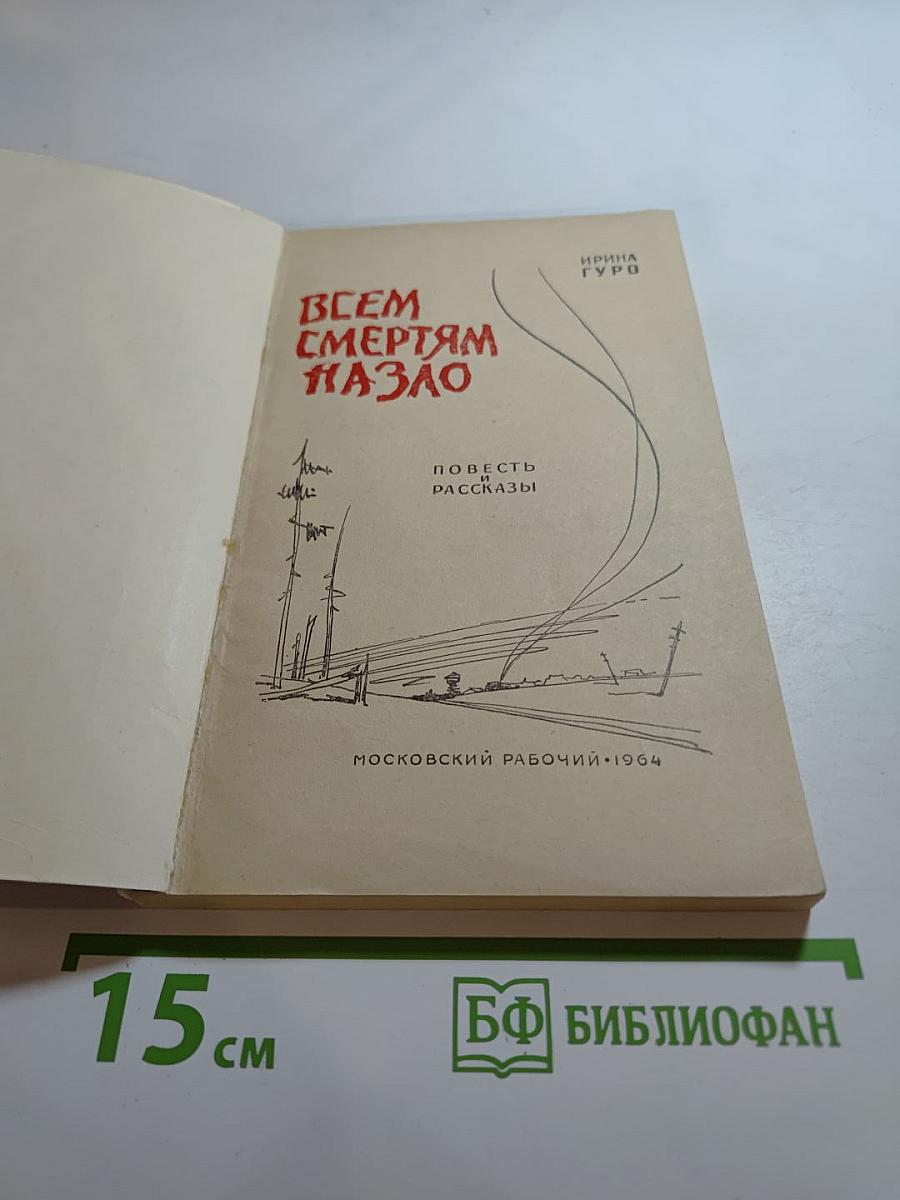 ИРИНА
ГУРО
ВСЕМ
СМЕРТЯМ
НАЗЛО
ПОВЕСТЬ
И
РАССКАЗЫ
МОСКОВСКИЙ РАБОЧИЙ•1964
15 см
БФ БИБЛИОФАН